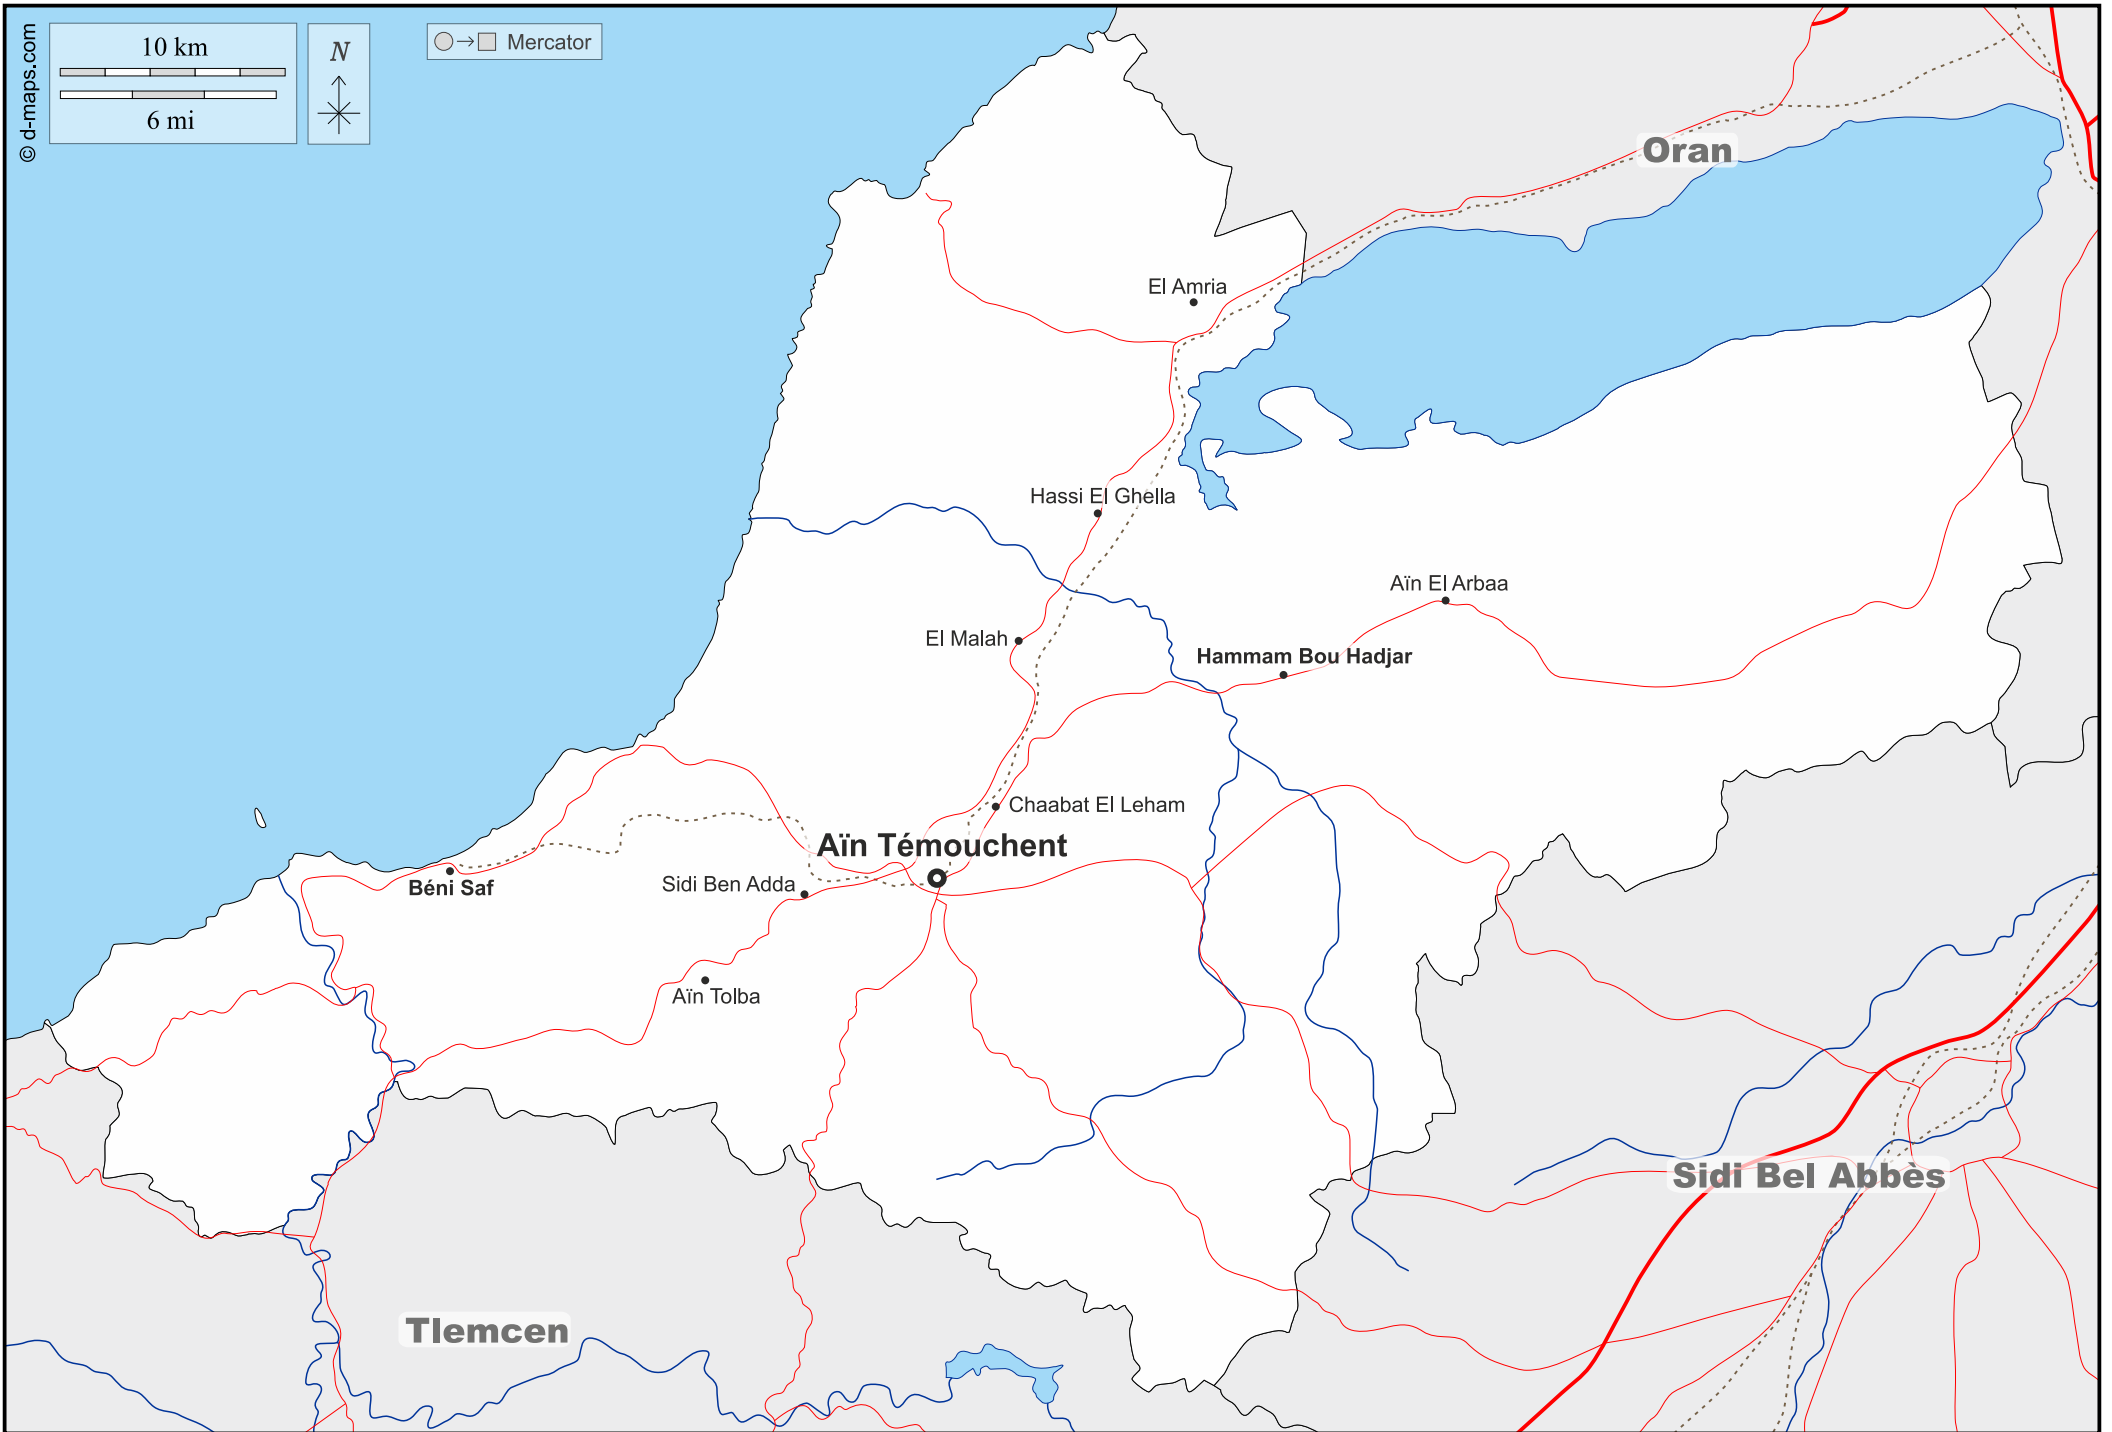 © d-maps.com
10 km
6 mi
N
Mercator
Oran
El Amria
Hassi El Ghella
Aïn El Arbaa
El Malah
Hammam Bou Hadjar
Chaabat El Leham
Aïn Témouchent
Béni Saf
Sidi Ben Adda
Aïn Tolba
Sidi Bel Abbès
Tlemcen